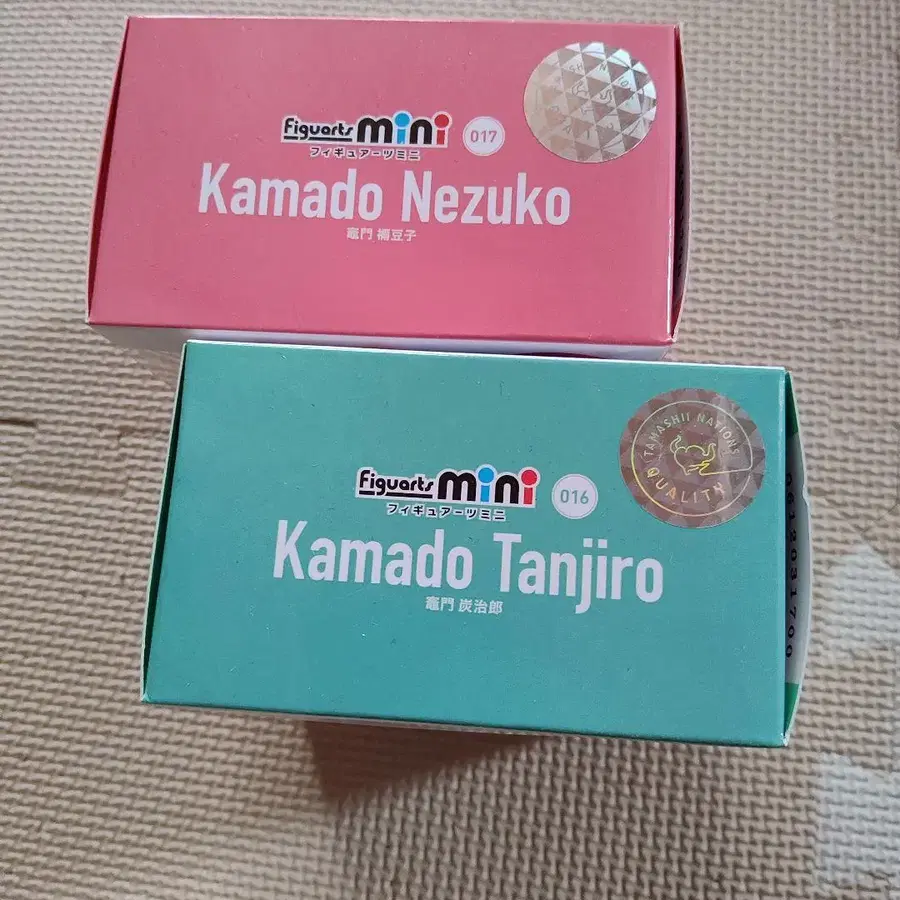 Figuarts mini 017
フィギュアーツミニ
Kamado Nezuko
竈門 禰豆子
Figuarts mini 016
フィギュアーツミニ
Kamado Tanjiro
竈門 炭治郎
TAMASHII NATIONS
QUALITY